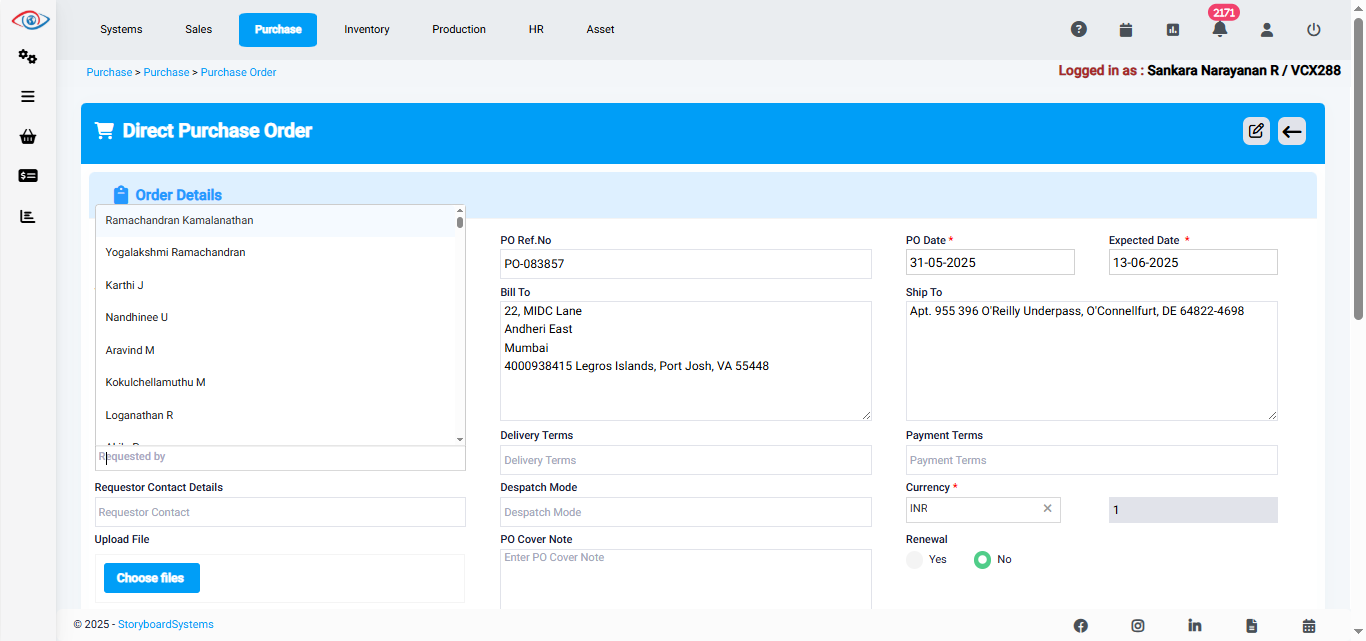 2171
Systems Sales Purchase Inventory Production HR Asset
Purchase > Purchase > Purchase Order
Logged in as : Sankara Narayanan R / VCX288
Direct Purchase Order
Order Details
Ramachandran Kamalanathan
Yogalakshmi Ramachandran
Karthi J
Nandhinee U
Aravind M
Kokulchellamuthu M
Loganathan R
Requested by
Requestor Contact Details
Requestor Contact
Upload File
Choose files
PO Ref.No
PO-083857
Bill To
22, MIDC Lane
Andheri East
Mumbai
4000938415 Legros Islands, Port Josh, VA 55448
Delivery Terms
Delivery Terms
Despatch Mode
Despatch Mode
PO Cover Note
Enter PO Cover Note
PO Date * Expected Date *
31-05-2025 13-06-2025
Ship To
Apt. 955 396 O'Reilly Underpass, O'Connellfurt, DE 64822-4698
Payment Terms
Payment Terms
Currency *
INR 1
Renewal
Yes No
© 2025 - StoryboardSystems